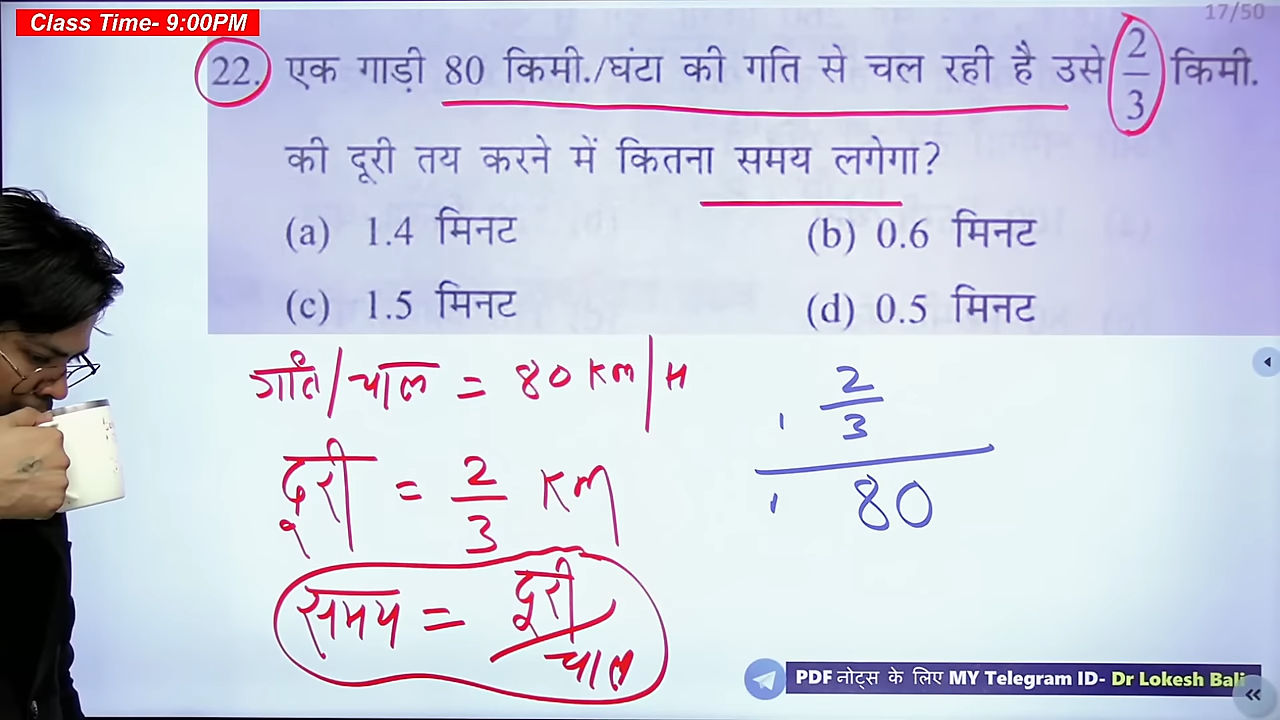 Class Time- 9:00PM
17/50
22. एक गाड़ी 80 किमी./घंटा की गति से चल रही है उसे 2/3 किमी.
की दूरी तय करने में कितना समय लगेगा?
(a) 1.4 मिनट (b) 0.6 मिनट
(c) 1.5 मिनट (d) 0.5 मिनट
गति/चाल = 80 Km/H
दूरी = 2/3 Km
समय = दूरी/चाल
1 2/3
1 80
PDF नोट्स के लिए MY Telegram ID- Dr Lokesh Bali